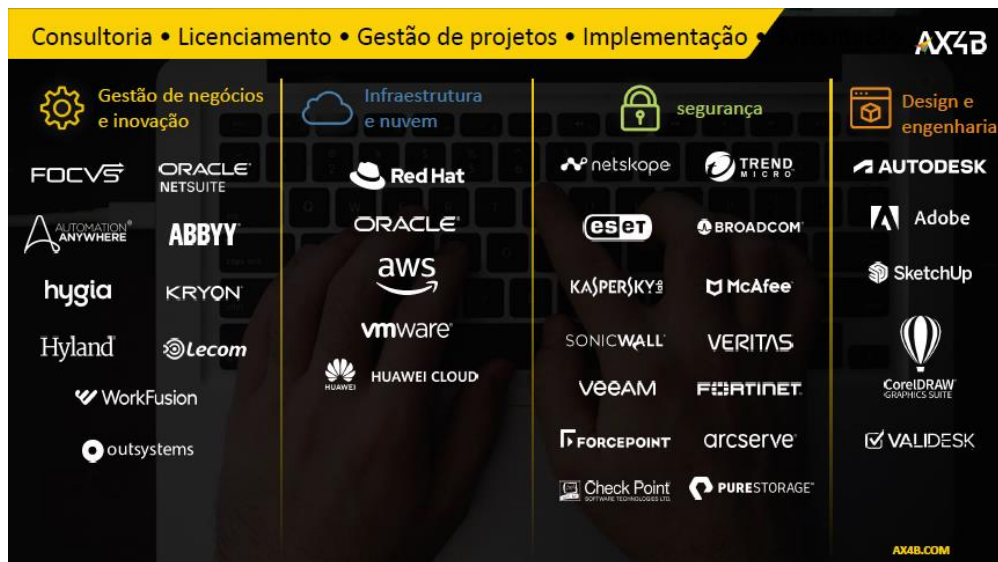 Consultoria • Licenciamento • Gestão de projetos • Implementação •
AX4B
Gestão de negócios
e inovação
FOCVS
ORACLE
NETSUITE
AUTOMATION
ANYWHERE
ABBYY
hygia
KRYON
Hyland
Lecom
WorkFusion
outsystems
Infraestrutura
e nuvem
Red Hat
ORACLE
aws
vmware
HUAWEI
HUAWEI CLOUD
segurança
netskope
TREND
MICRO
eseT
BROADCOM
KASPERSKY
McAfee
SONICWALL
VERITAS
veeAM
FORTINET
FORCEPOINT
arcserve
Check Point
SOFTWARE TECHNOLOGIES LTD.
PURESTORAGE
Design e
engenharia
AUTODESK
Adobe
SketchUp
CorelDRAW
GRAPHICS SUITE
VALIDESK
AX4B.COM